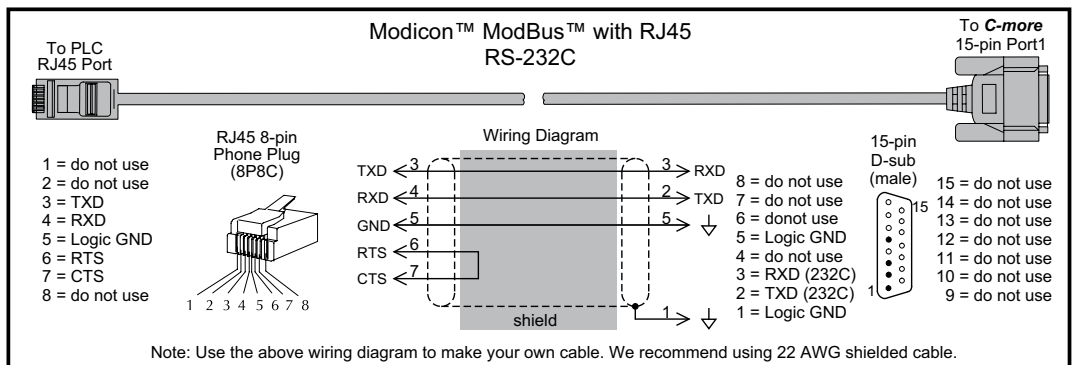 Modicon™ ModBus™ with RJ45
RS-232C
To PLC
RJ45 Port
To C-more
15-pin Port1
1 = do not use
2 = do not use
3 = TXD
4 = RXD
5 = Logic GND
6 = RTS
7 = CTS
8 = do not use
RJ45 8-pin
Phone Plug
(8P8C)
1 2 3 4 5 6 7 8
Wiring Diagram
TXD 3 3 RXD
RXD 4 2 TXD
GND 5 5
RTS 6
CTS 7
1
shield
8 = do not use
7 = do not use
6 = donot use
5 = Logic GND
4 = do not use
3 = RXD (232C)
2 = TXD (232C)
1 = Logic GND
15-pin
D-sub
(male)
15
1
15 = do not use
14 = do not use
13 = do not use
12 = do not use
11 = do not use
10 = do not use
9 = do not use
Note: Use the above wiring diagram to make your own cable. We recommend using 22 AWG shielded cable.